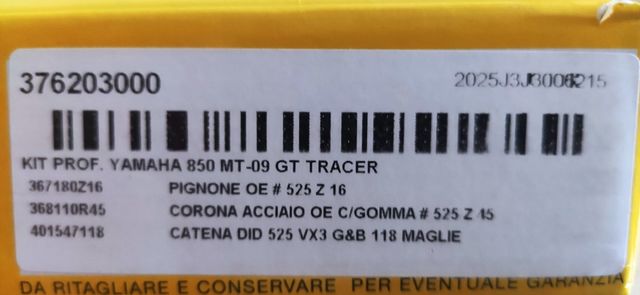 376203000
KIT PROF. YAMAHA 850 MT-09 GT TRACER
367180Z16 PIGNONE OE # 525 Z 16
368110R45 CORONA ACCIAIO OE C/GOMMA # 525 Z 45
401547118 CATENA DID 525 VX3 G&B 118 MAGLIE
DA RITAGLIARE E CONSERVARE PER EVENTUALE GARANZIA